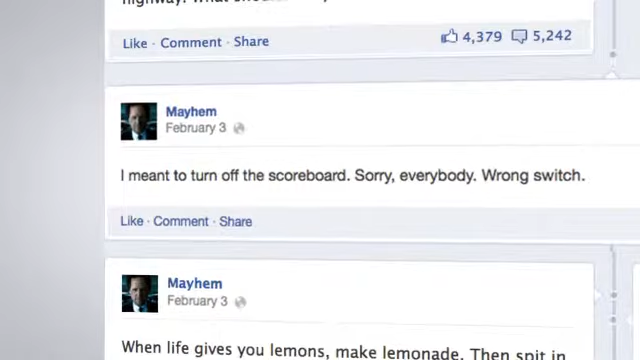 Like · Comment · Share 4,379 5,242
Mayhem
February 3
I meant to turn off the scoreboard. Sorry, everybody. Wrong switch.
Like · Comment · Share
Mayhem
February 3
When life gives you lemons, make lemonade. Then spit in